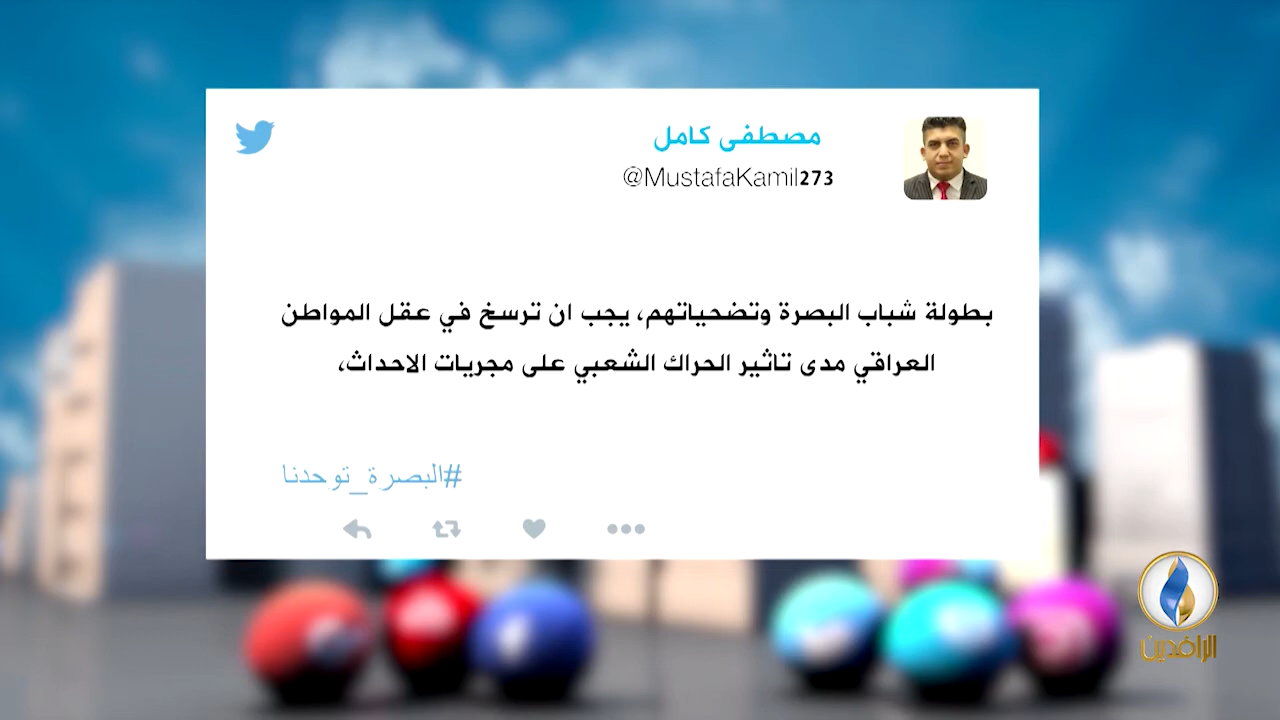 مصطفى كامل
@MustafaKamil273
بطولة شباب البصرة وتضحياتهم، يجب ان ترسخ في عقل المواطن
العراقي مدى تاثير الحراك الشعبي على مجريات الاحداث،
#البصرة_توحدنا
الرافدين